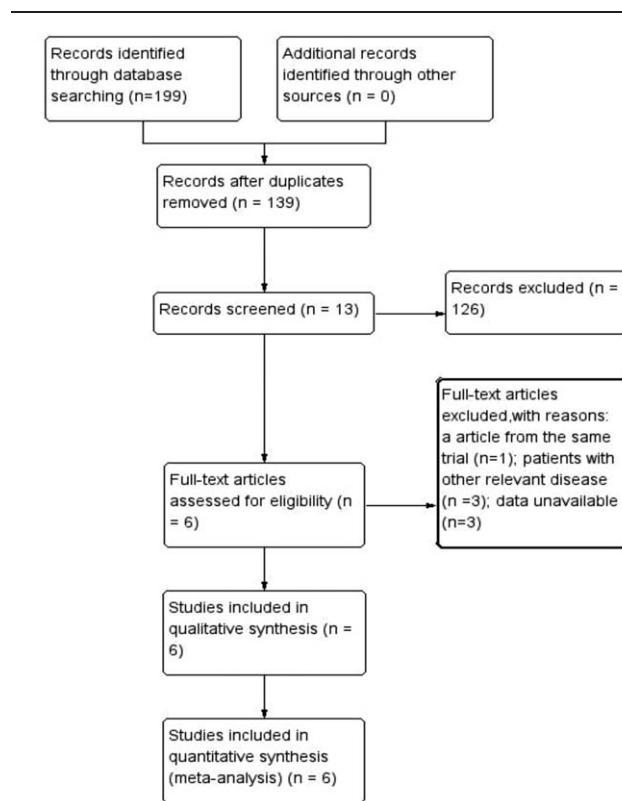 Records identified
through database
searching (n=199)
Additional records
identified through other
sources (n = 0)
Records after duplicates
removed (n = 139)
Records screened (n = 13)
Records excluded (n =
126)
Full-text articles
excluded,with reasons:
a article from the same
trial (n=1); patients with
other relevant disease
(n =3); data unavailable
(n=3)
Full-text articles
assessed for eligibility (n
= 6)
Studies included in
qualitative synthesis (n =
6)
Studies included in
quantitative synthesis
(meta-analysis) (n = 6)